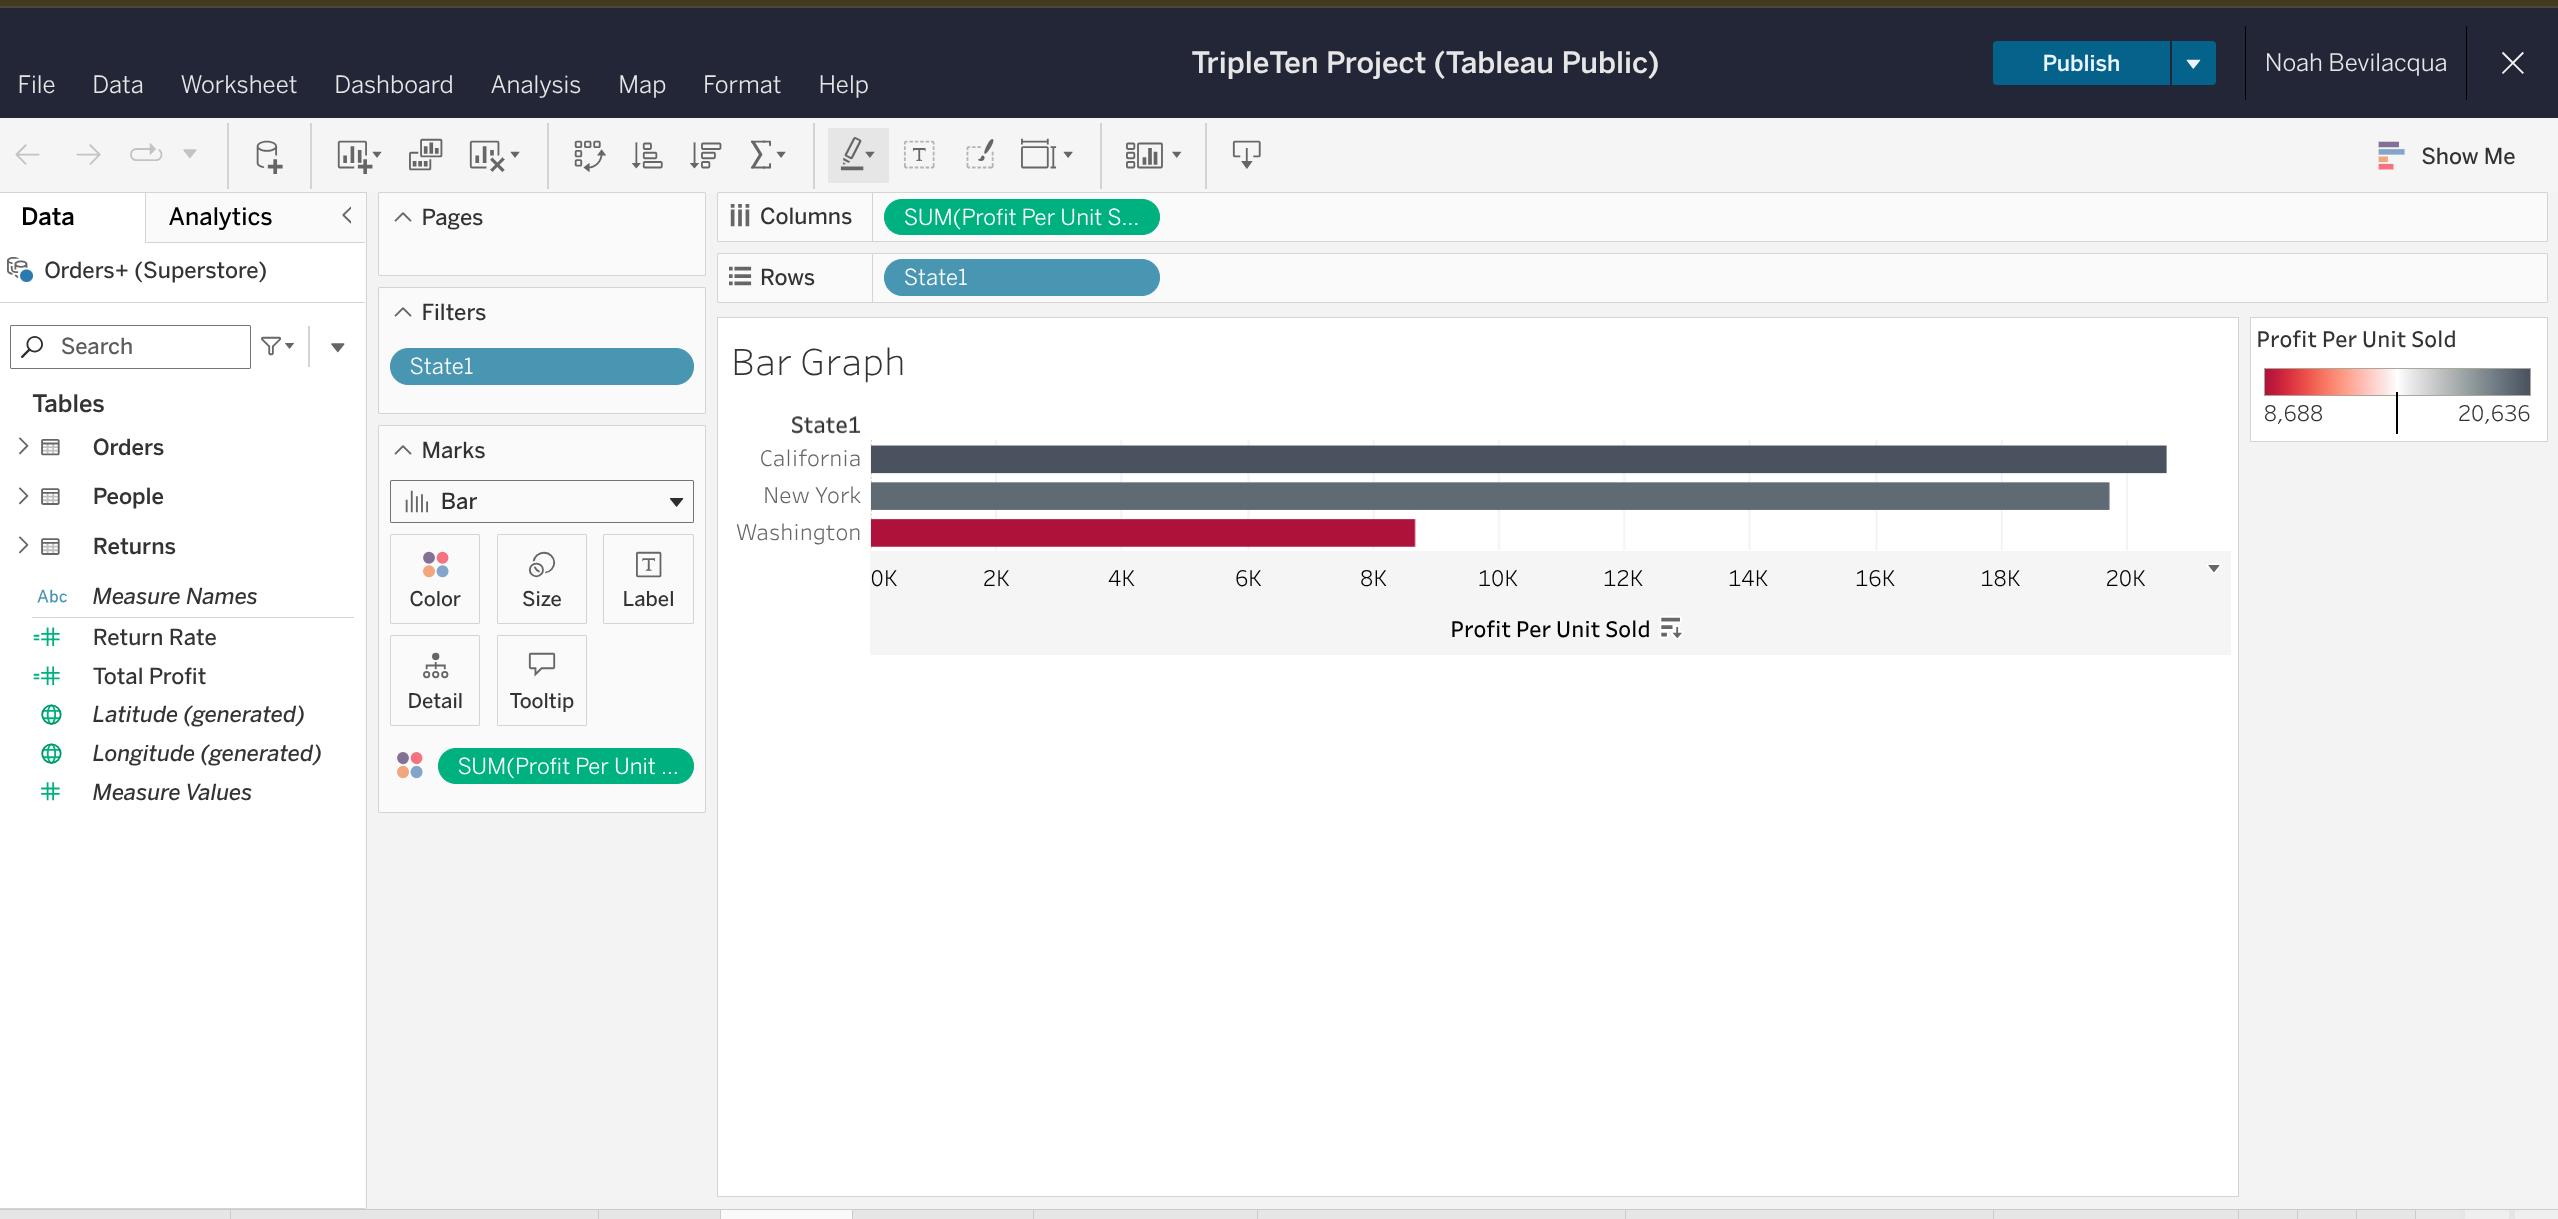 TripleTen Project (Tableau Public)
Publish
Noah Bevilacqua
File Data Worksheet Dashboard Analysis Map Format Help
Show Me
Data Analytics
Orders+ (Superstore)
Search
Tables
Orders
People
Returns
Abc Measure Names
Return Rate
Total Profit
Latitude (generated)
Longitude (generated)
Measure Values
Pages
Filters
State1
Marks
Bar
Color Size T Label
Detail Tooltip
SUM(Profit Per Unit ...
Columns SUM(Profit Per Unit S...
Rows State1
Bar Graph
State1
California
New York
Washington
0K 2K 4K 6K 8K 10K 12K 14K 16K 18K 20K
Profit Per Unit Sold
Profit Per Unit Sold
8,688 20,636